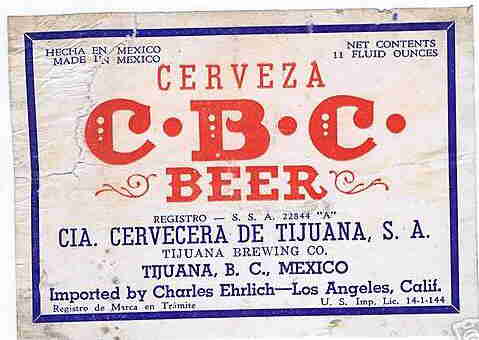 HECHA EN MEXICO
MADE IN MEXICO
NET CONTENTS
11 FLUID OUNCES
CERVEZA
C·B·C·
BEER
REGISTRO — S. S. A. 22844 "A"
CIA. CERVECERA DE TIJUANA, S. A.
TIJUANA BREWING CO.
TIJUANA, B. C., MEXICO
Imported by Charles Ehrlich—Los Angeles, Calif.
Registro de Marca en Trámite
U. S. Imp. Lic. 14-1-144